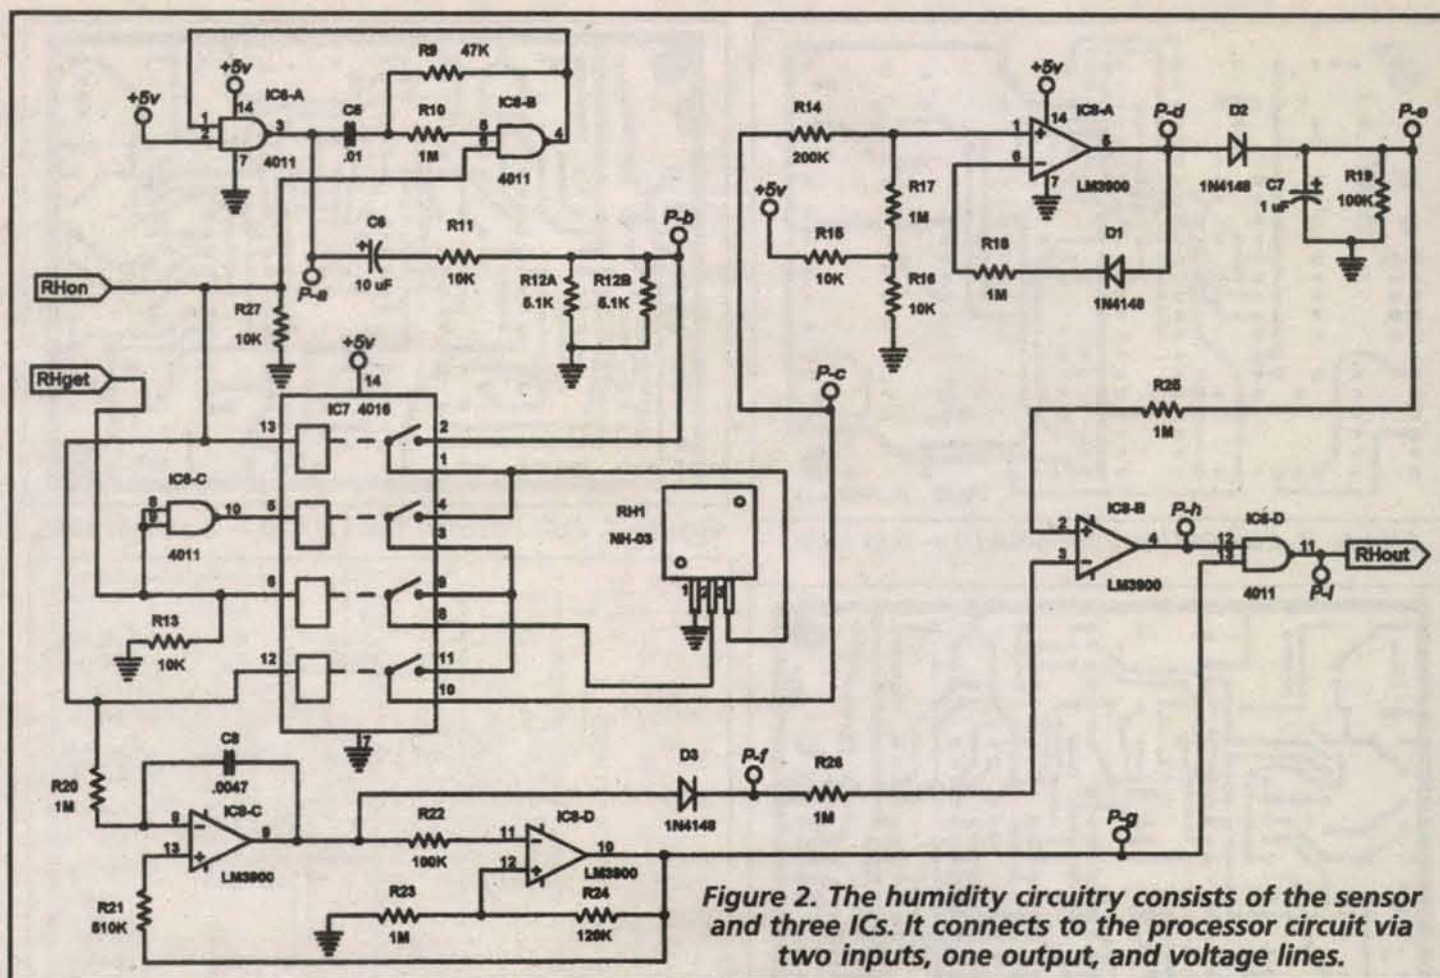 R9 47K
+5v
IC6-A
+5v
14
1
2
3
7
4011
C5
.01
R10
1M
IC6-B
5
6
4
4011
C6
+
10 uF
R11
10K
P-a
P-b
R12A
5.1K
R12B
5.1K
RHon
R27
10K
RHget
+5v
14
IC7 4016
13
2
1
IC6-C
8
9
10
4011
5
4
3
6
9
8
R13
10K
12
11
10
7
RH1
NH-03
1
2
3
R14
200K
+5v
R15
10K
R17
1M
R16
10K
P-c
+5v
14
IC8-A
1
+
6
-
5
7
LM3900
P-d
D2
1N4148
P-e
C7
1 uF
+
R19
100K
R18
1M
D1
1N4148
R25
1M
IC8-B
2
+
3
-
4
LM3900
P-h
IC6-D
12
13
11
4011
RHout
P-i
R20
1M
C8
.0047
IC8-C
8
-
9
13
+
LM3900
R21
510K
R22
100K
IC8-D
11
-
12
+
10
LM3900
R23
1M
R24
120K
D3
1N4148
P-f
R26
1M
P-g
Figure 2. The humidity circuitry consists of the sensor
and three ICs. It connects to the processor circuit via
two inputs, one output, and voltage lines.